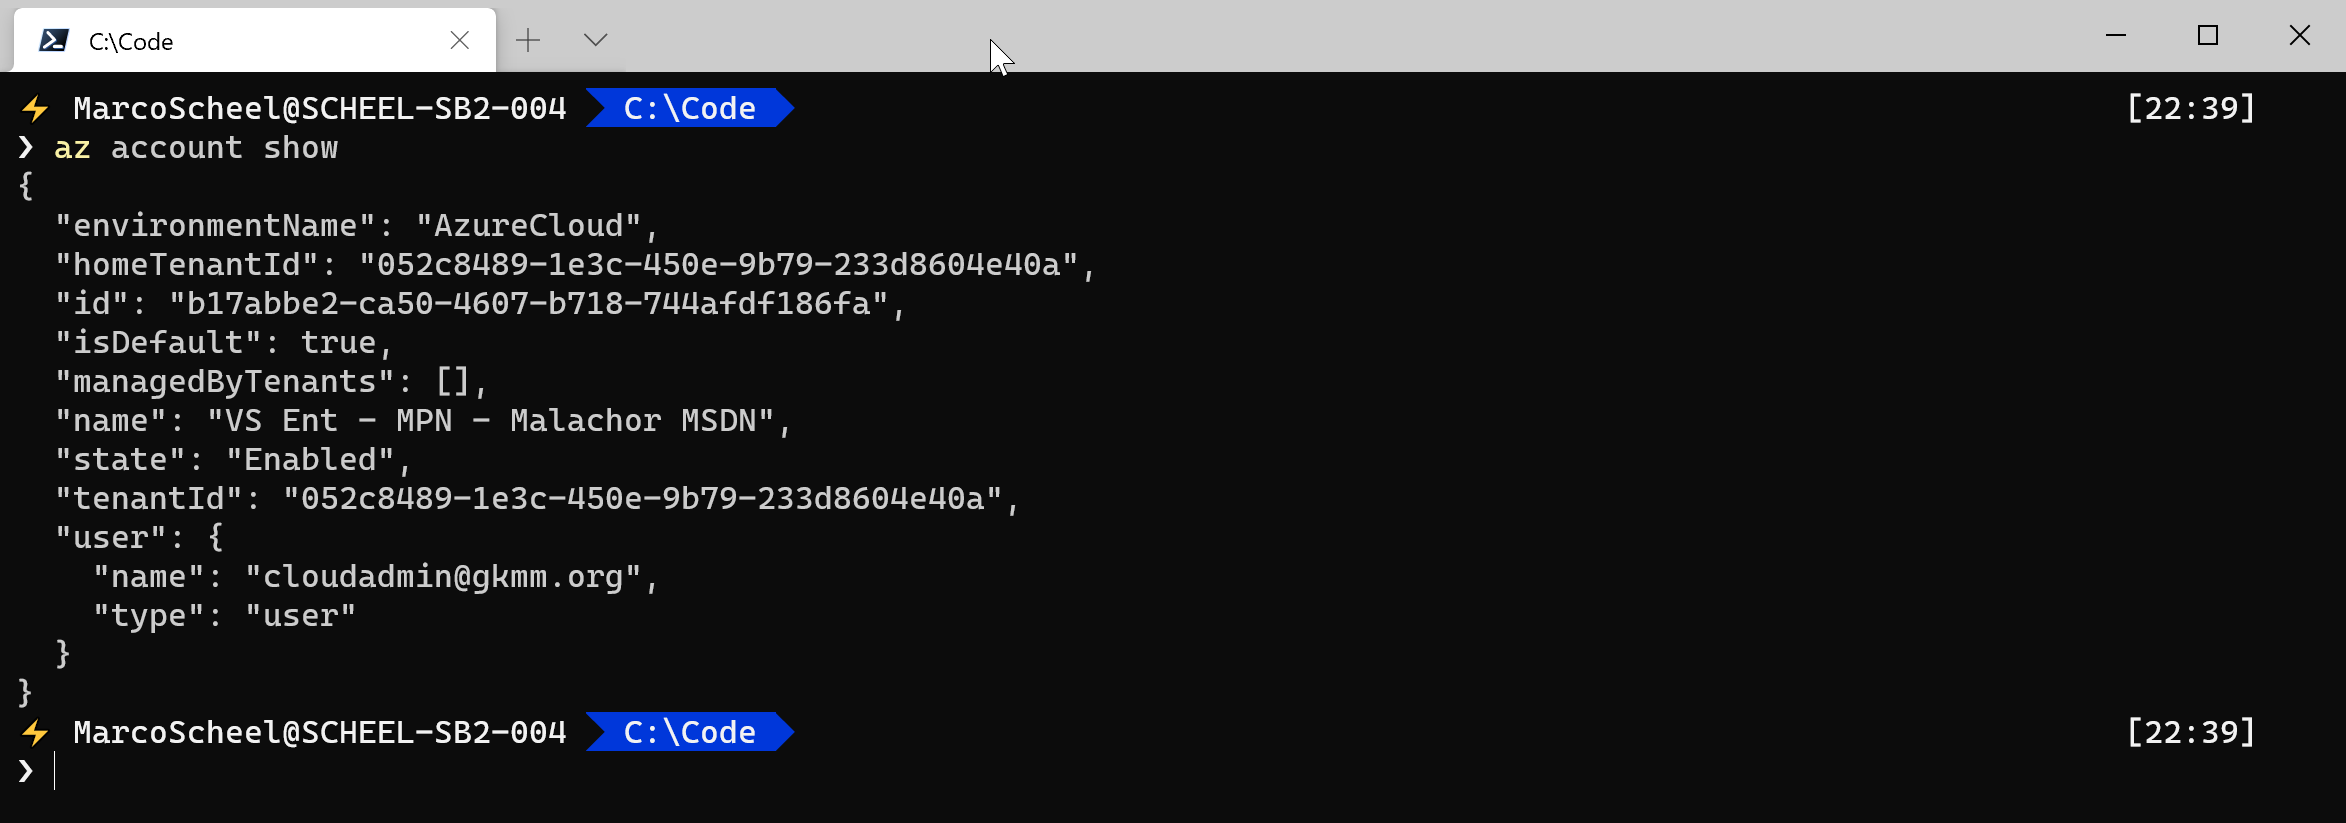 C:\Code
⚡ MarcoScheel@SCHEEL-SB2-004 C:\Code [22:39]
❯ az account show
{
  "environmentName": "AzureCloud",
  "homeTenantId": "052c8489-1e3c-450e-9b79-233d8604e40a",
  "id": "b17abbe2-ca50-4607-b718-744afdf186fa",
  "isDefault": true,
  "managedByTenants": [],
  "name": "VS Ent - MPN - Malachor MSDN",
  "state": "Enabled",
  "tenantId": "052c8489-1e3c-450e-9b79-233d8604e40a",
  "user": {
    "name": "cloudadmin@gkmm.org",
    "type": "user"
  }
}
⚡ MarcoScheel@SCHEEL-SB2-004 C:\Code [22:39]
❯